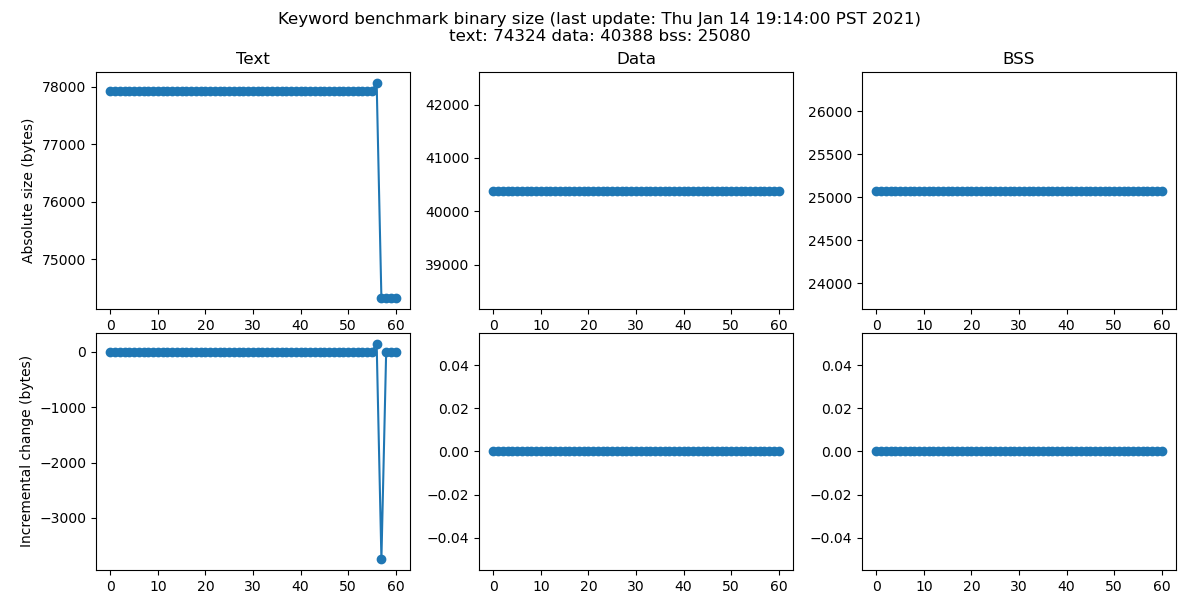 Keyword benchmark binary size (last update: Thu Jan 14 19:14:00 PST 2021)
text: 74324 data: 40388 bss: 25080
Text
Absolute size (bytes)
78000
77000
76000
75000
0 10 20 30 40 50 60
Data
42000
41000
40000
39000
0 10 20 30 40 50 60
BSS
26000
25500
25000
24500
24000
0 10 20 30 40 50 60
Incremental change (bytes)
0
−1000
−2000
−3000
0 10 20 30 40 50 60
0.04
0.02
0.00
−0.02
−0.04
0 10 20 30 40 50 60
0.04
0.02
0.00
−0.02
−0.04
0 10 20 30 40 50 60